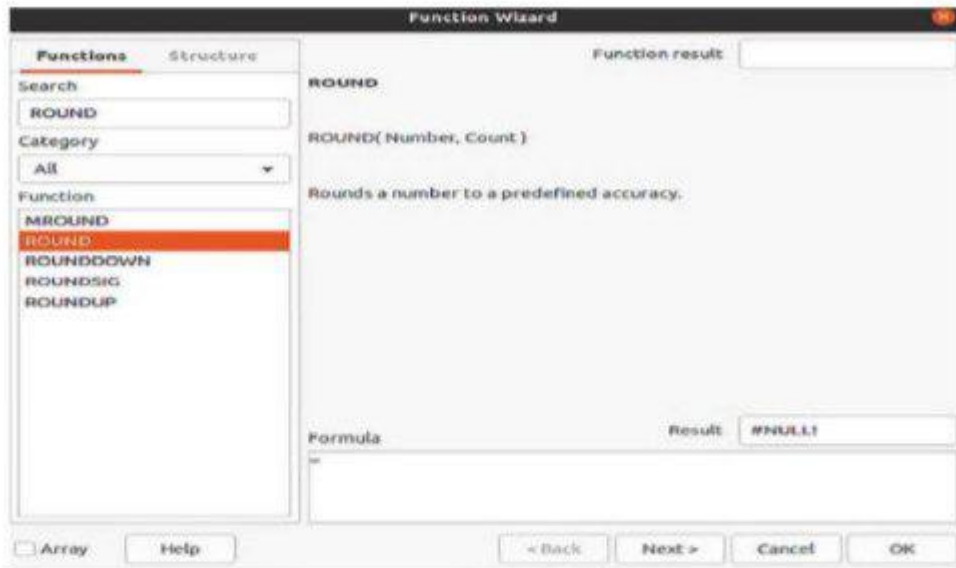 Function Wizard
Functions Structure
Function result
Search
ROUND
ROUND
Category
ROUND( Number, Count )
All
Rounds a number to a predefined accuracy.
Function
MROUND
ROUND
ROUNDDOWN
ROUNDSIG
ROUNDUP
Formula
Result #NULL!
=
Array Help < Back Next > Cancel OK